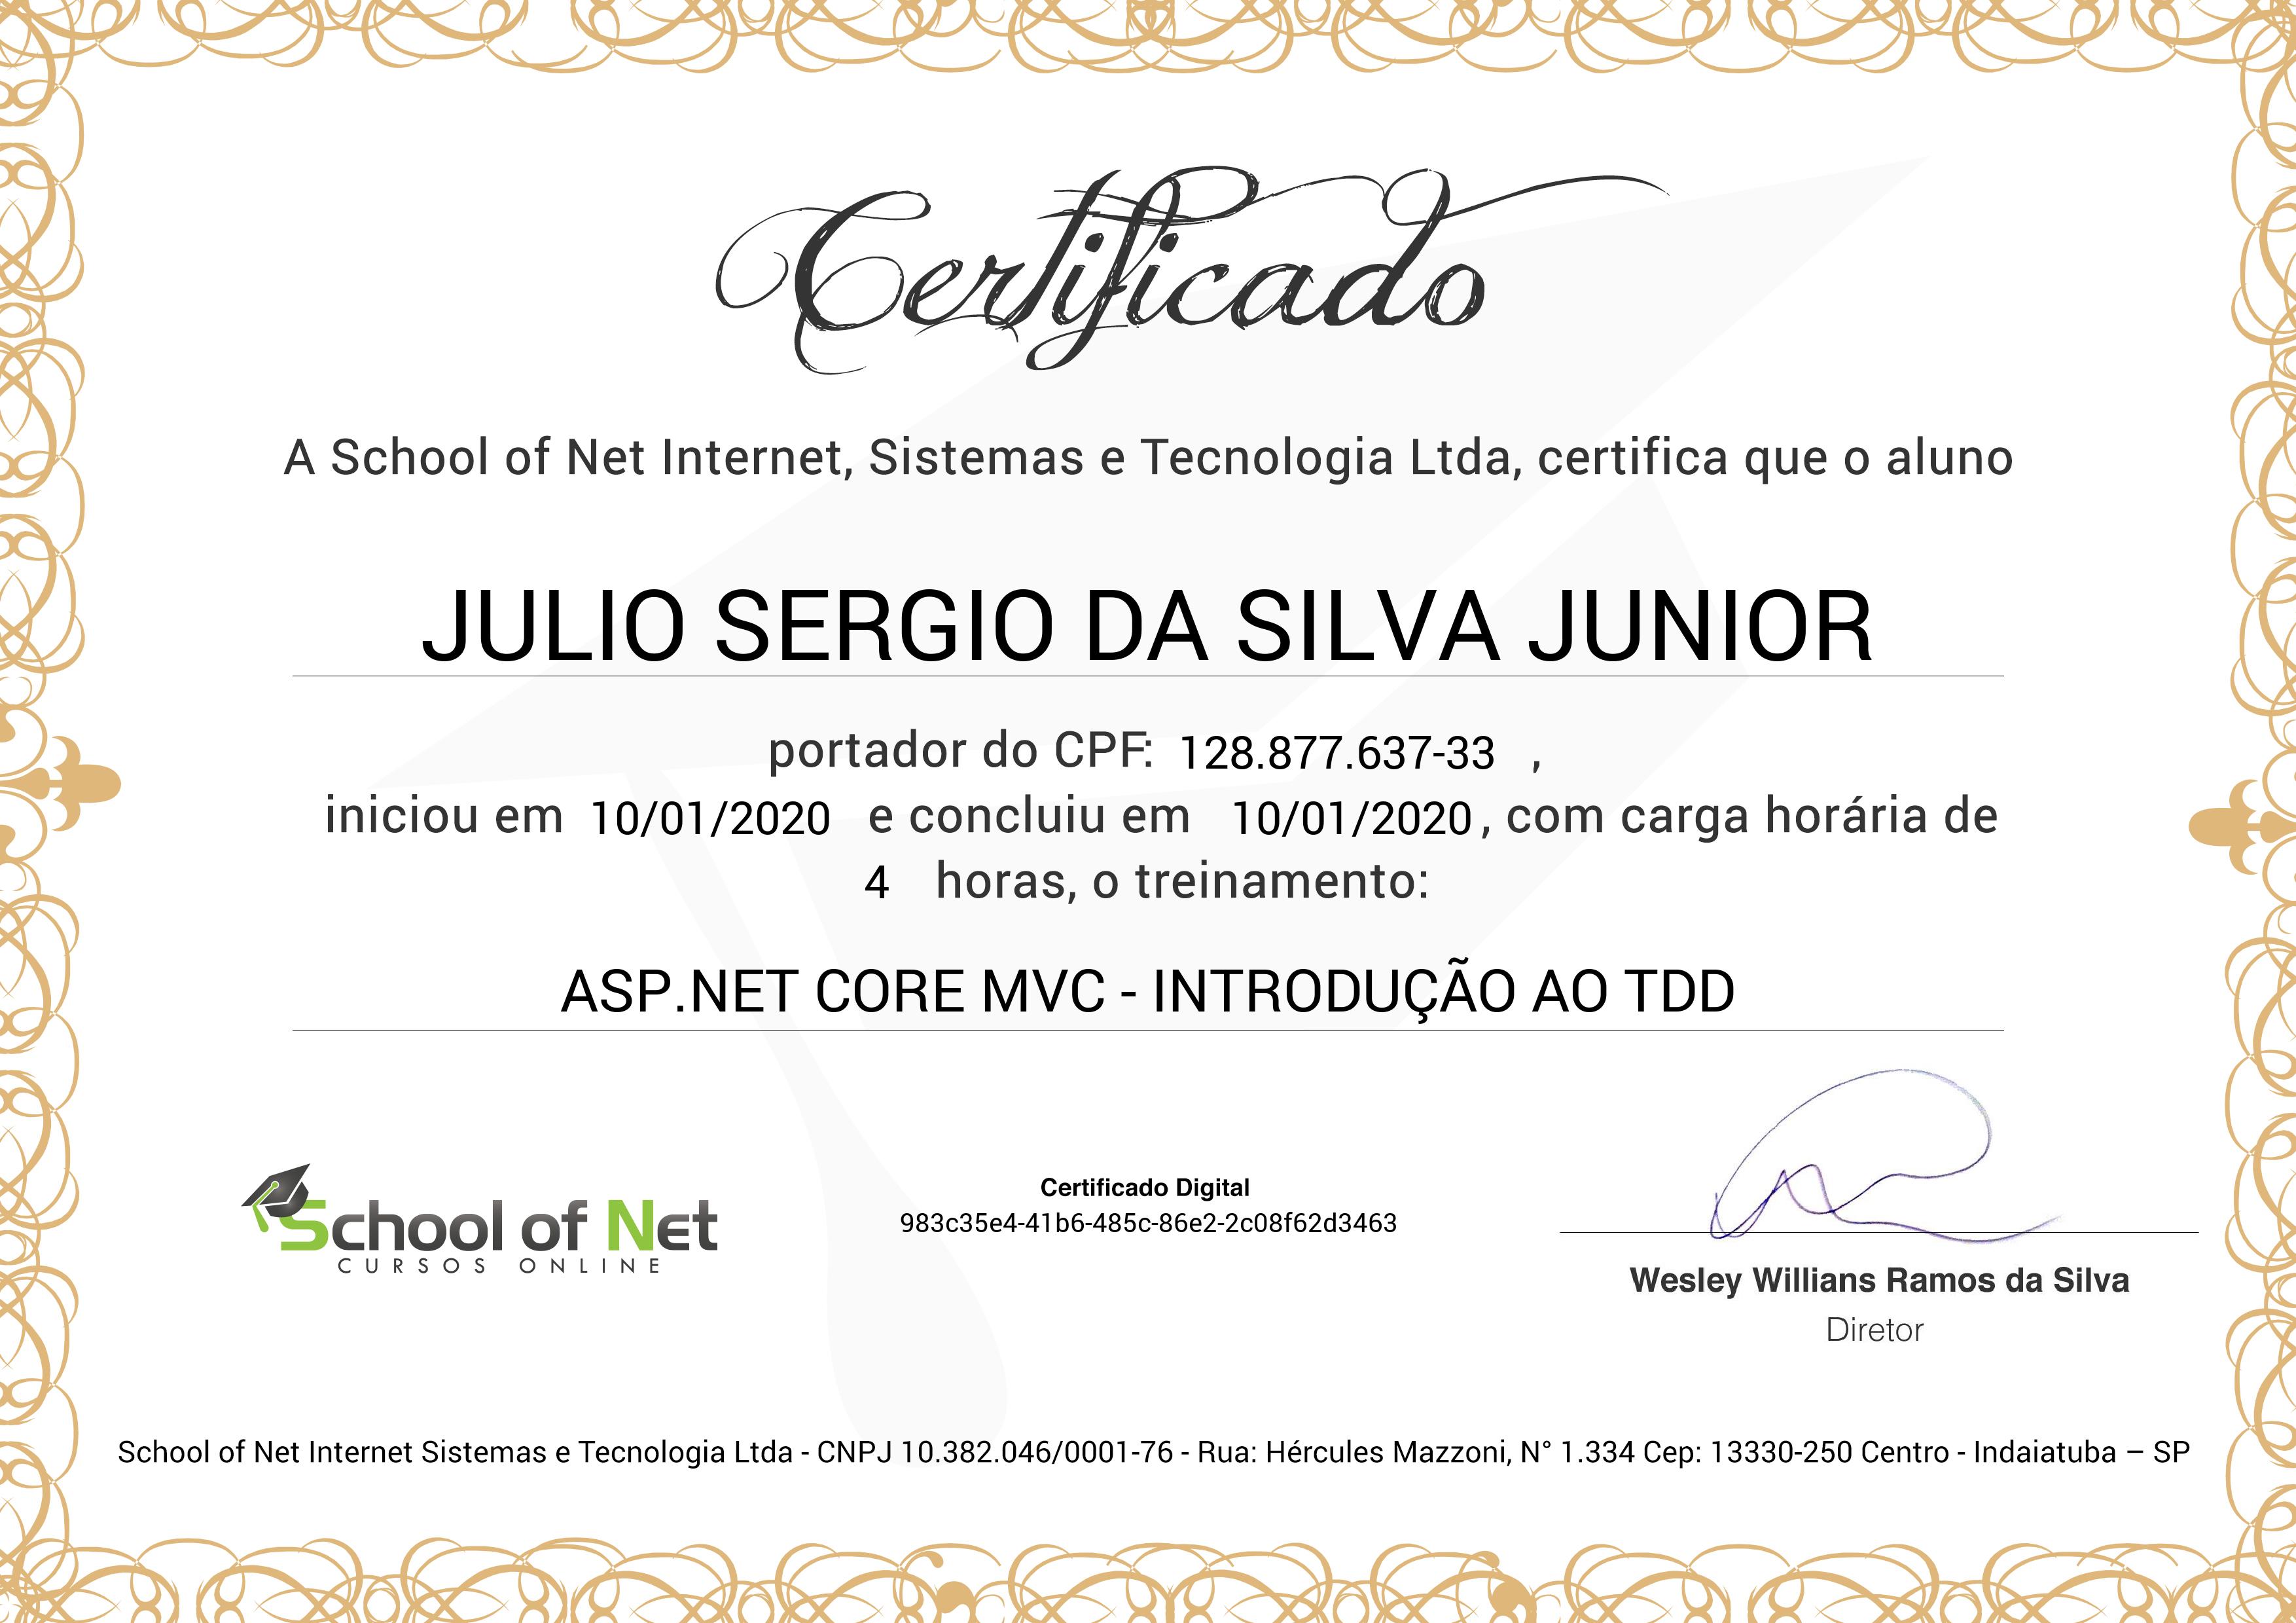 Certificado
A School of Net Internet, Sistemas e Tecnologia Ltda, certifica que o aluno
JULIO SERGIO DA SILVA JUNIOR
portador do CPF: 128.877.637-33 ,
iniciou em 10/01/2020 e concluiu em 10/01/2020, com carga horária de
4 horas, o treinamento:
ASP.NET CORE MVC - INTRODUÇÃO AO TDD
School of Net
CURSOS ONLINE
Certificado Digital
983c35e4-41b6-485c-86e2-2c08f62d3463
Wesley Willians Ramos da Silva
Diretor
School of Net Internet Sistemas e Tecnologia Ltda - CNPJ 10.382.046/0001-76 - Rua: Hércules Mazzoni, N° 1.334 Cep: 13330-250 Centro - Indaiatuba – SP